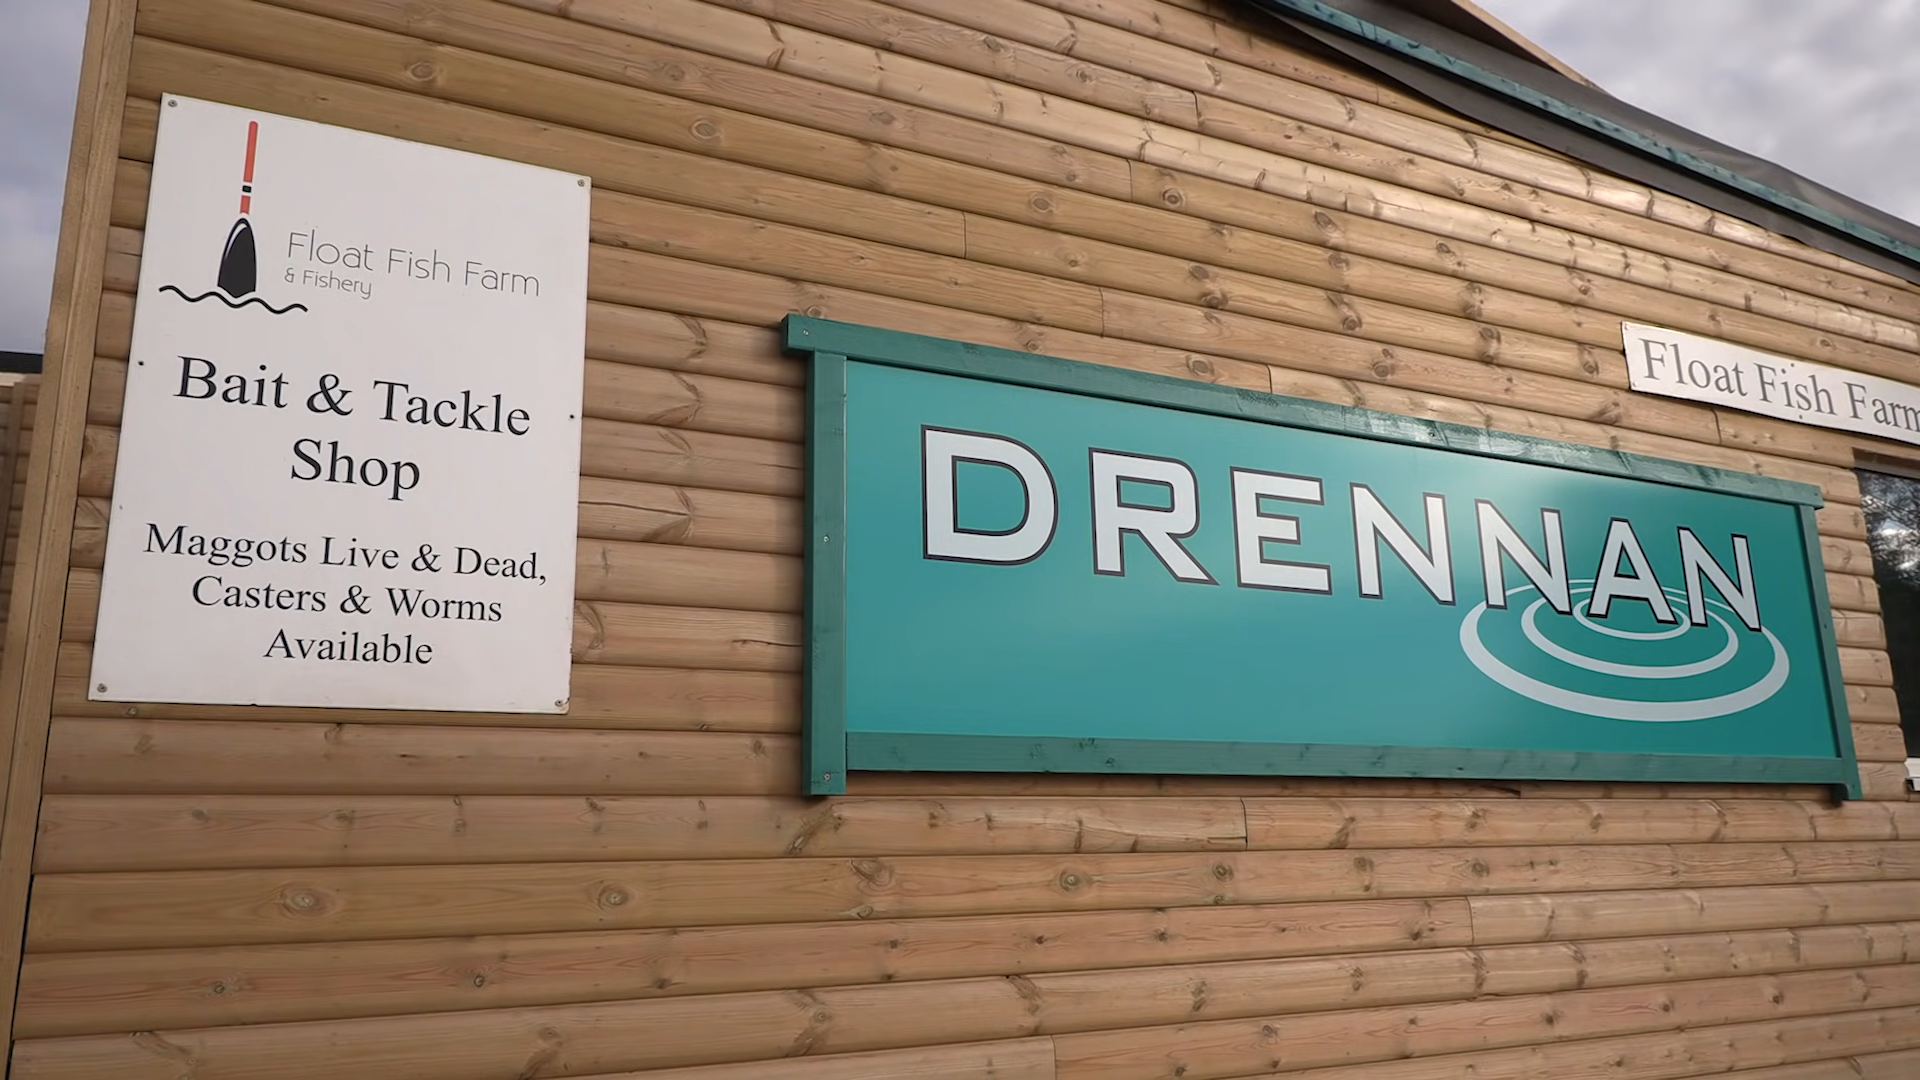 Float Fish Farm
& Fishery
Bait & Tackle
Shop
Maggots Live & Dead,
Casters & Worms
Available
DRENNAN
Float Fish Farm